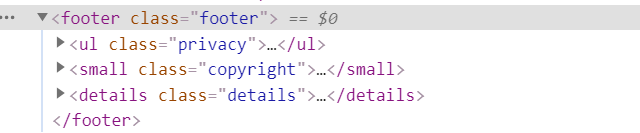 ... ▼<footer class="footer"> == $0
▶<ul class="privacy">…</ul>
▶<small class="copyright">…</small>
▶<details class="details">…</details>
</footer>